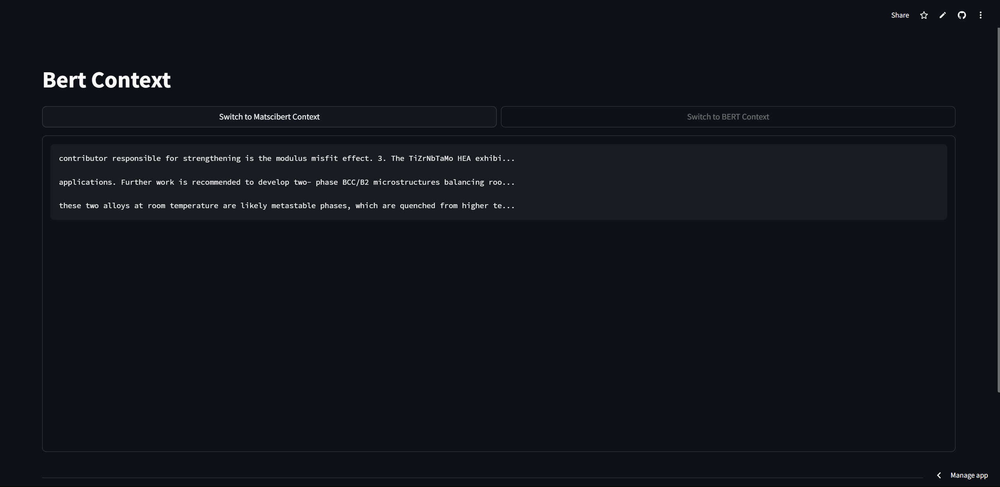 Share
Bert Context
Switch to Matscibert Context
Switch to BERT Context
contributor responsible for strengthening is the modulus misfit effect. 3. The TiZrNbTaMo HEA exhibi...
applications. Further work is recommended to develop two- phase BCC/B2 microstructures balancing roo...
these two alloys at room temperature are likely metastable phases, which are quenched from higher te...
Manage app